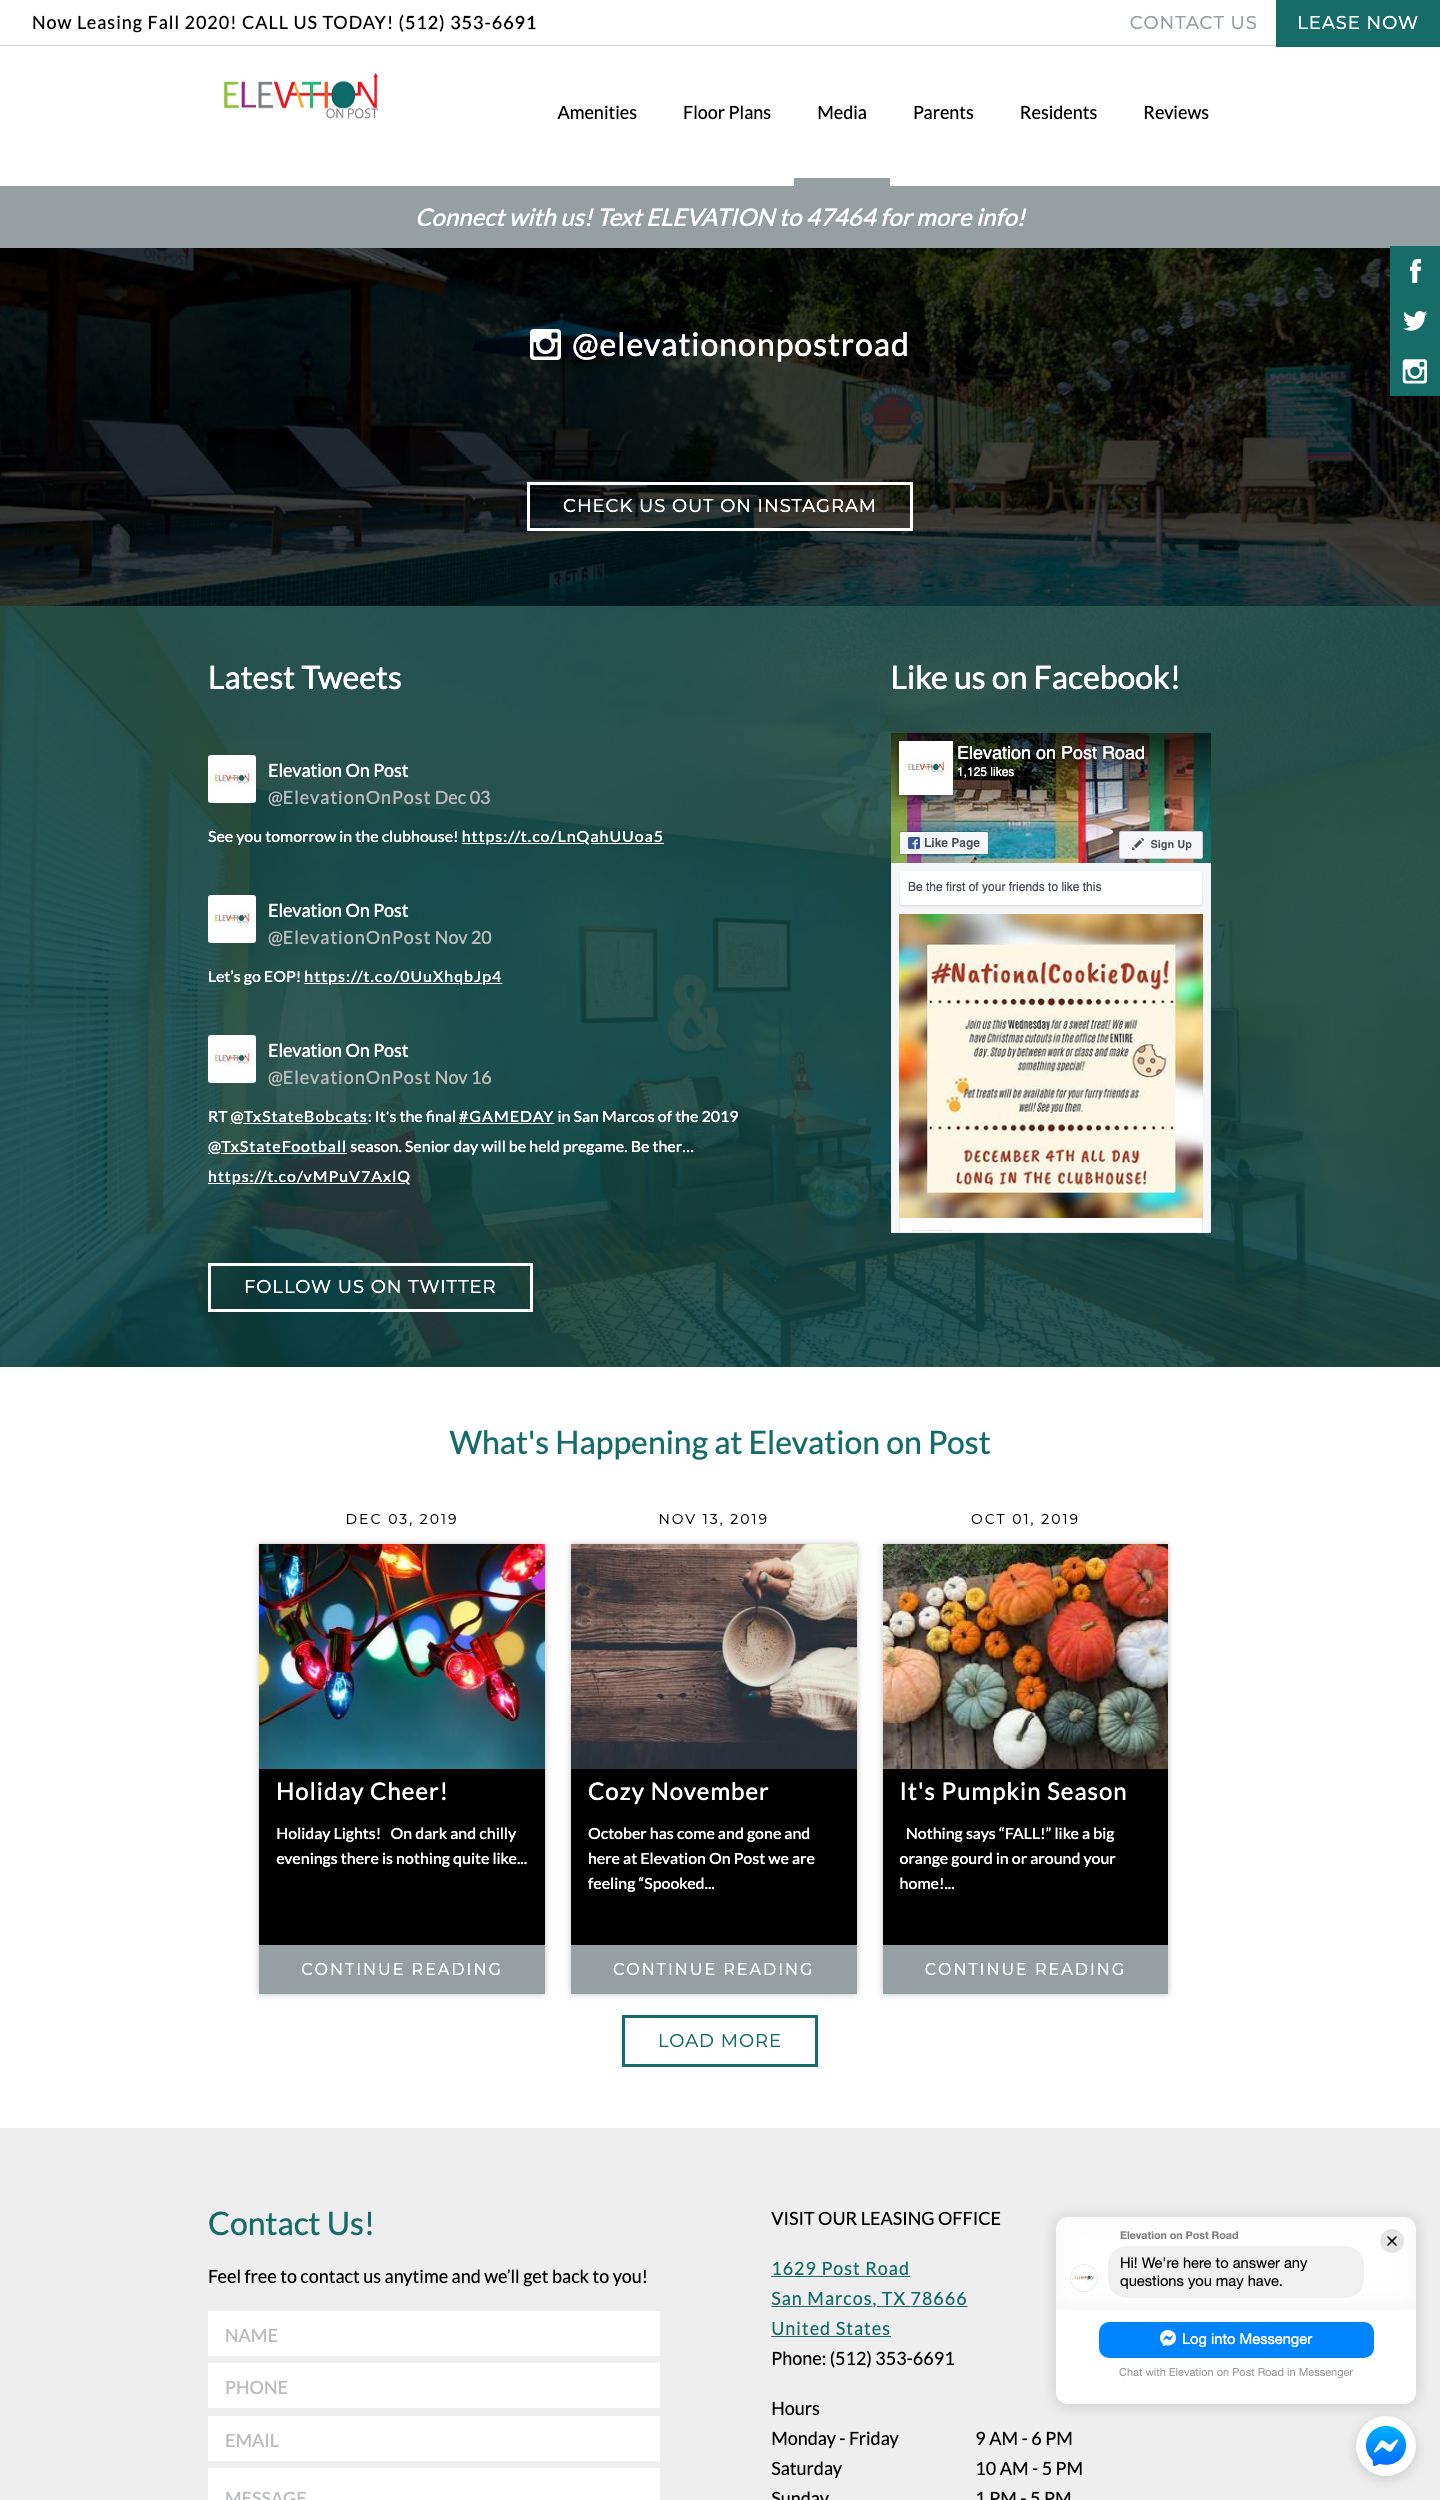 Now Leasing Fall 2020! CALL US TODAY! (512) 353-6691
CONTACT US
LEASE NOW
ELEVATION
ON POST
Amenities
Floor Plans
Media
Parents
Residents
Reviews
Connect with us! Text ELEVATION to 47464 for more info!
ON POST
@elevationonpostroad
WARNING
POOL POLICIES
CHECK US OUT ON INSTAGRAM
3 FT 6 IN
Latest Tweets
ELEVATION
Elevation On Post
@ElevationOnPost Dec 03
See you tomorrow in the clubhouse! https://t.co/LnQahUUoa5
ELEVATION
Elevation On Post
@ElevationOnPost Nov 20
Let's go EOP! https://t.co/0UuXhqbJp4
ELEVATION
Elevation On Post
@ElevationOnPost Nov 16
RT @TxStateBobcats: It's the final #GAMEDAY in San Marcos of the 2019
@TxStateFootball season. Senior day will be held pregame. Be ther…
https://t.co/vMPuV7AxlQ
FOLLOW US ON TWITTER
&
Like us on Facebook!
ELEVATION
Elevation on Post Road
1,125 likes
Like Page
Sign Up
Be the first of your friends to like this
#NationalCookieDay!
Join us this Wednesday for a sweet treat! We will
have Christmas cutouts in the office the ENTIRE
day. Stop by between work or class and make
something special!
Pet treats will be available for your furry friends as
well! See you then.
DECEMBER 4TH ALL DAY
LONG IN THE CLUBHOUSE!
What's Happening at Elevation on Post
DEC 03, 2019
Holiday Cheer!
Holiday Lights!   On dark and chilly
evenings there is nothing quite like...
CONTINUE READING
NOV 13, 2019
Cozy November
October has come and gone and
here at Elevation On Post we are
feeling “Spooked...
CONTINUE READING
OCT 01, 2019
It's Pumpkin Season
Nothing says “FALL!” like a big
orange gourd in or around your
home!...
CONTINUE READING
LOAD MORE
Contact Us!
Feel free to contact us anytime and we’ll get back to you!
NAME
PHONE
EMAIL
MESSAGE
VISIT OUR LEASING OFFICE
1629 Post Road
San Marcos, TX 78666
United States
Phone: (512) 353-6691
Hours
Monday - Friday 9 AM - 6 PM
Saturday 10 AM - 5 PM
Sunday 1 PM - 5 PM
Elevation on Post Road
ELEVATION
Hi! We're here to answer any
questions you may have.
Log into Messenger
Chat with Elevation on Post Road in Messenger